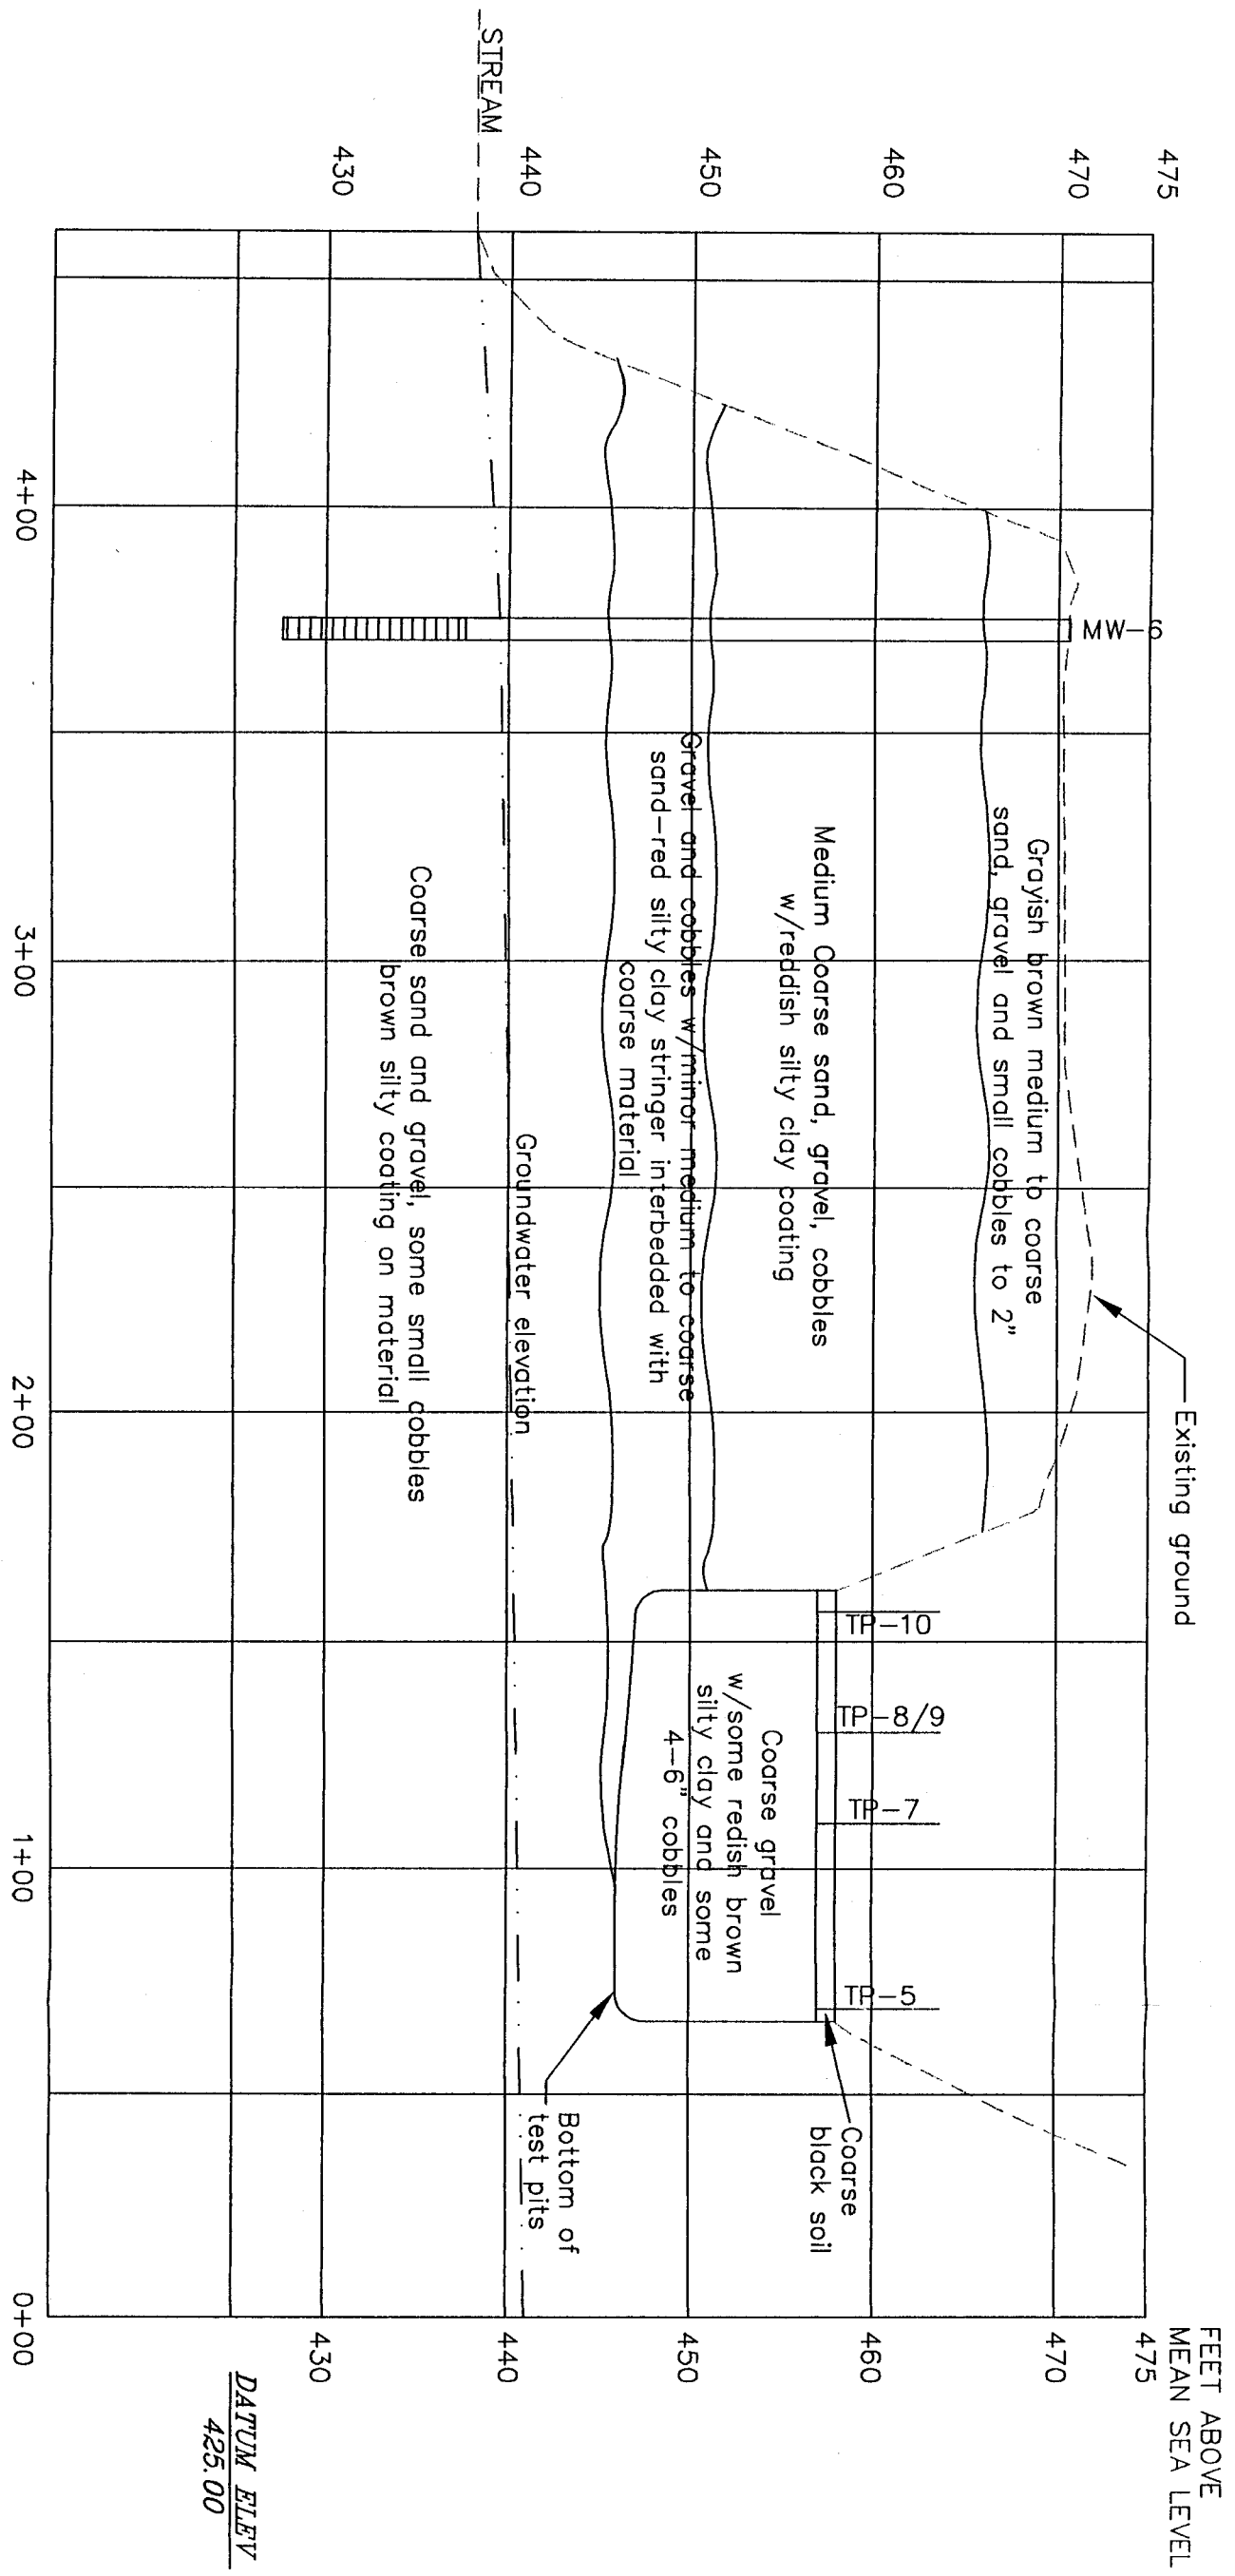 FEET ABOVE
MEAN SEA LEVEL
475
470
460
450
440
430
475
470
460
450
440
430
STREAM
MW-6
Existing ground
Grayish brown medium to coarse
sand, gravel and small cobbles to 2"
Medium Coarse sand, gravel, cobbles
w/reddish silty clay coating
Gravel and cobbles w/minor medium to coarse
sand-red silty clay stringer interbedded with
coarse material
Groundwater elevation
Coarse sand and gravel, some small cobbles
brown silty coating on material
TP-10
TP-8/9
TP-7
TP-5
Coarse gravel
w/some redish brown
silty clay and some
4-6" cobbles
Coarse
black soil
Bottom of
test pits
DATUM ELEV
425.00
4+00
3+00
2+00
1+00
0+00